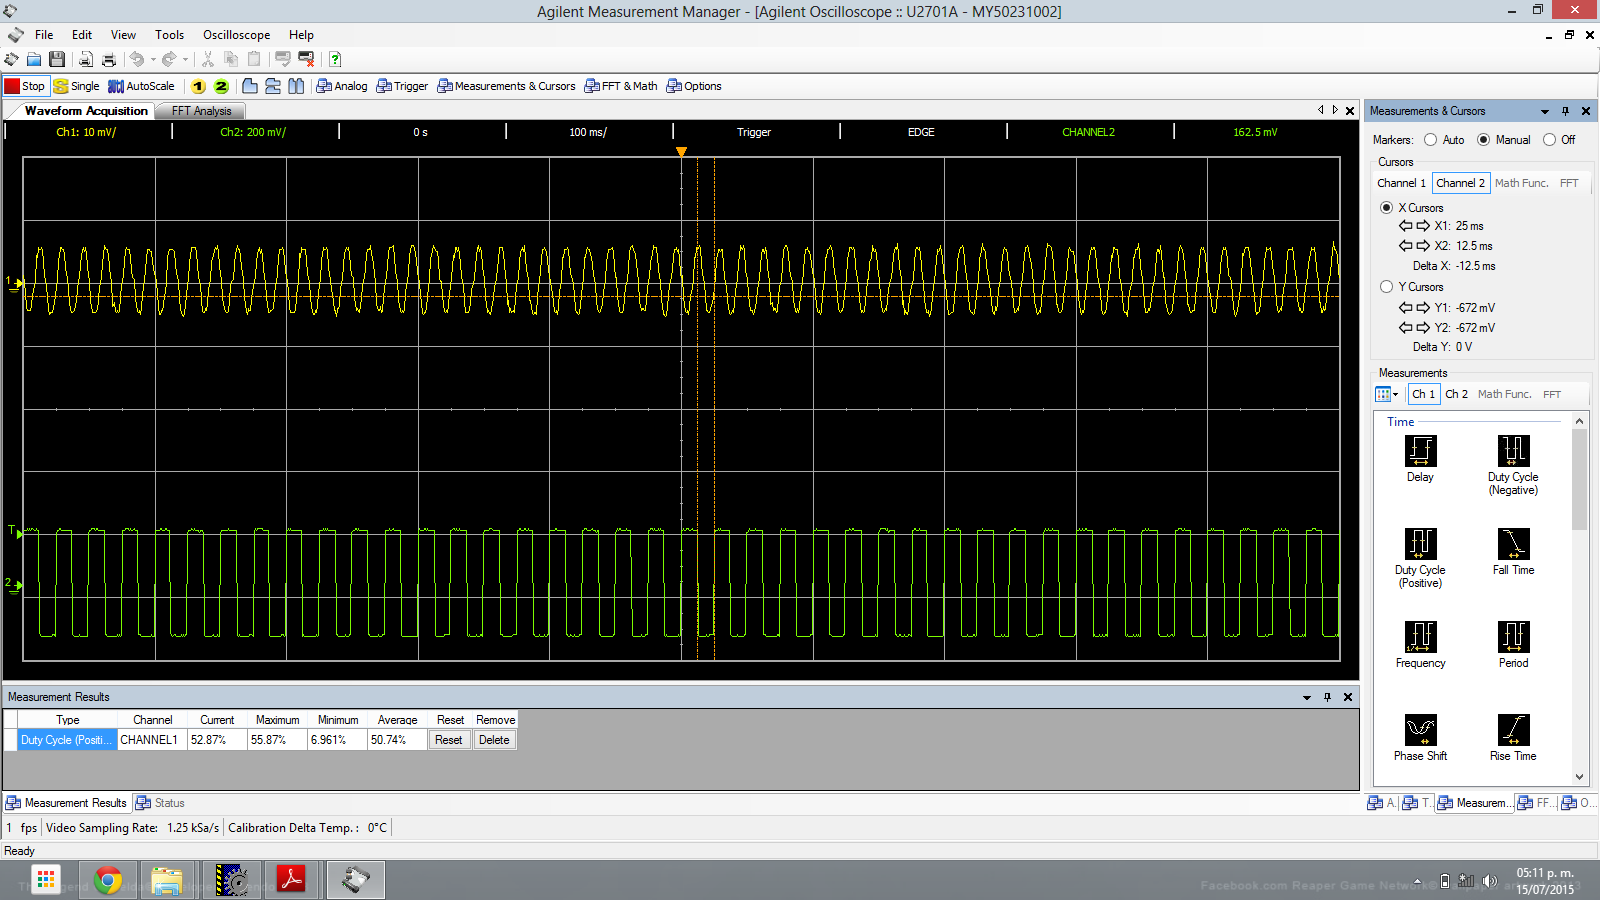 Agilent Measurement Manager - [Agilent Oscilloscope :: U2701A - MY50231002]
File Edit View Tools Oscilloscope Help
Stop Single AutoScale 1 2 Analog Trigger Measurements & Cursors FFT & Math Options
Waveform Acquisition FFT Analysis
Ch1: 10 mV/ Ch2: 200 mV/ 0 s 100 ms/ Trigger EDGE CHANNEL2 162.5 mV
1
T
2
Measurements & Cursors
Markers: Auto Manual Off
Cursors
Channel 1 Channel 2 Math Func. FFT
X Cursors
X1: 25 ms
X2: 12.5 ms
Delta X: -12.5 ms
Y Cursors
Y1: -672 mV
Y2: -672 mV
Delta Y: 0 V
Measurements
Ch 1 Ch 2 Math Func. FFT
Time
Delay Duty Cycle
(Negative)
Duty Cycle
(Positive) Fall Time
Frequency Period
Phase Shift Rise Time
A. T.. Measurem... FF.. O...
Measurement Results
Type Channel Current Maximum Minimum Average Reset Remove
Duty Cycle (Positi... CHANNEL1 52.87% 55.87% 6.961% 50.74% Reset Delete
Measurement Results Status
1 fps Video Sampling Rate: 1.25 kSa/s Calibration Delta Temp. : 0°C
Ready
Facebook.com Reaper Game Network©
05:11 p. m.
15/07/2015